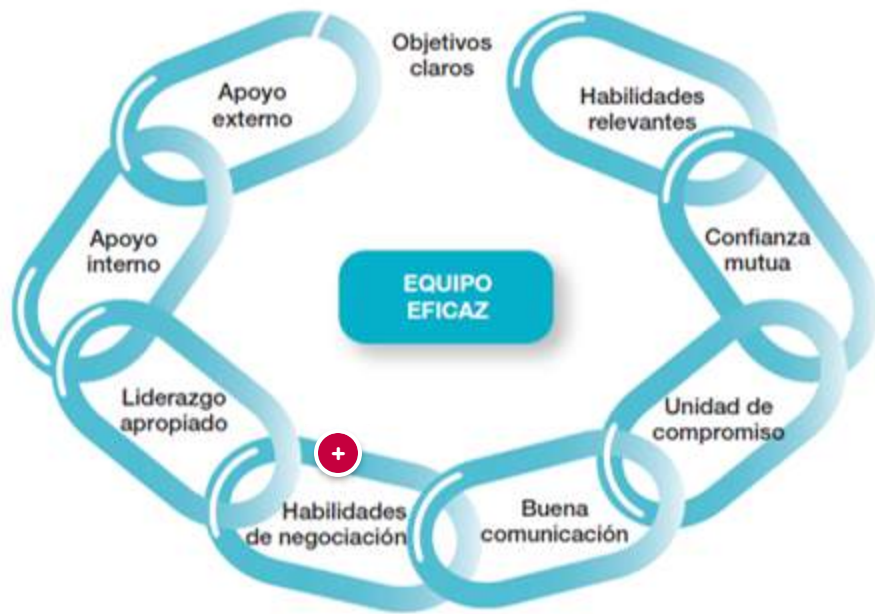 Objetivos
claros
Habilidades
relevantes
Confianza
mutua
Unidad de
compromiso
Buena
comunicación
Habilidades
de negociación
Liderazgo
apropiado
Apoyo
interno
Apoyo
externo
EQUIPO
EFICAZ
+